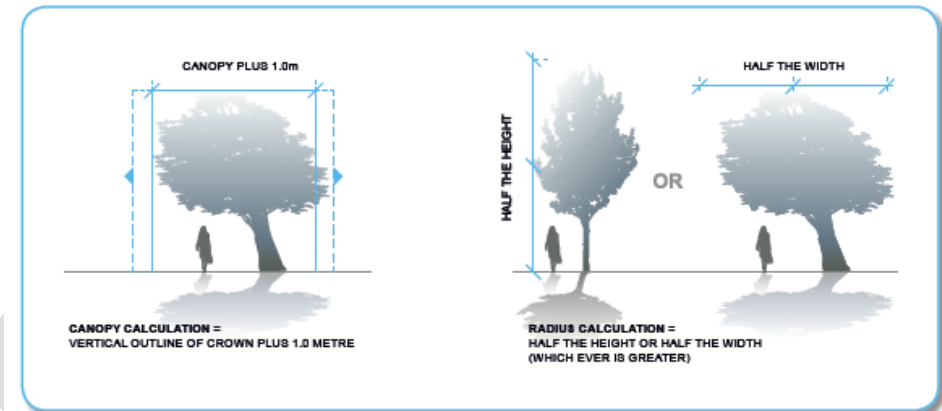 CANOPY PLUS 1.0m
CANOPY CALCULATION =
VERTICAL OUTLINE OF CROWN PLUS 1.0 METRE
HALF THE HEIGHT
OR
HALF THE WIDTH
RADIUS CALCULATION =
HALF THE HEIGHT OR HALF THE WIDTH
(WHICH EVER IS GREATER)